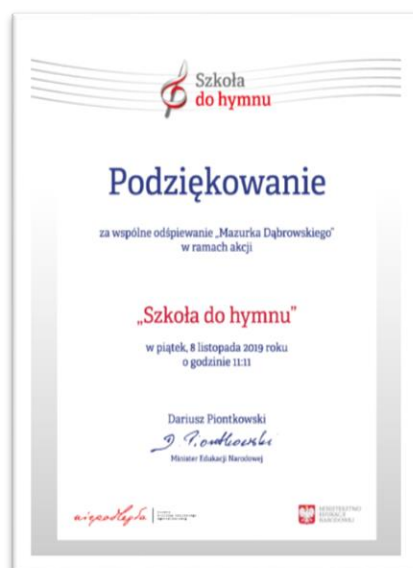 Szkoła
do hymnu
Podziękowanie
za wspólne odśpiewanie „Mazurka Dąbrowskiego”
w ramach akcji
„Szkoła do hymnu”
w piątek, 8 listopada 2019 roku
o godzinie 11:11
Dariusz Piontkowski
D. Piontkowski
Minister Edukacji Narodowej
niepodległa
MINISTERSTWO
EDUKACJI
NARODOWEJ